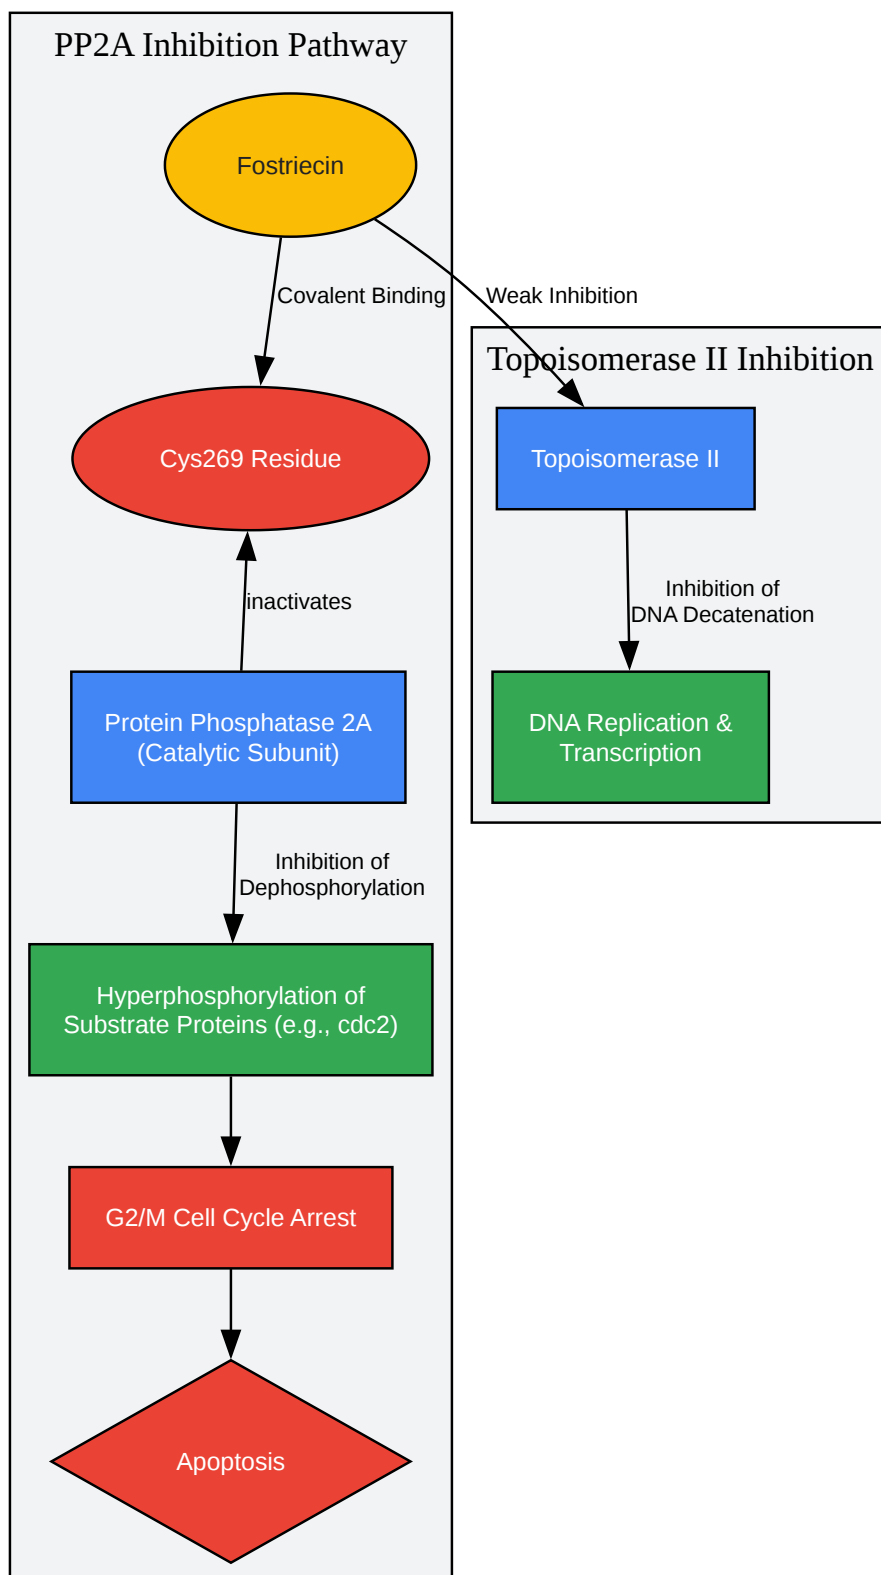 PP2A Inhibition Pathway
Fostriecin
Covalent Binding
Weak Inhibition
Topoisomerase II Inhibition
Cys269 Residue
Topoisomerase II
inactivates
Inhibition of
DNA Decatenation
Protein Phosphatase 2A
(Catalytic Subunit)
DNA Replication &
Transcription
Inhibition of
Dephosphorylation
Hyperphosphorylation of
Substrate Proteins (e.g., cdc2)
G2/M Cell Cycle Arrest
Apoptosis